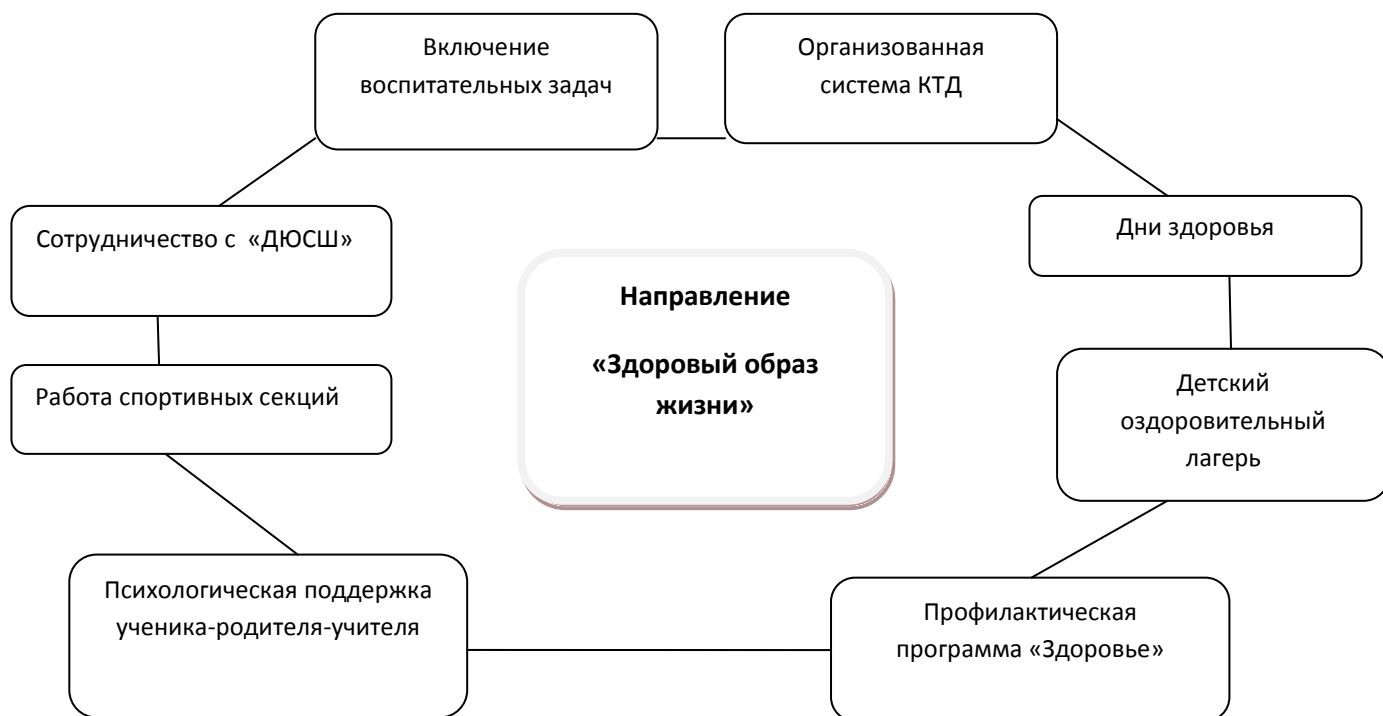 Включение
воспитательных задач
Организованная
система КТД
Сотрудничество с «ДЮСШ»
Дни здоровья
Направление
«Здоровый образ
жизни»
Работа спортивных секций
Детский
оздоровительный
лагерь
Психологическая поддержка
ученика-родителя-учителя
Профилактическая
программа «Здоровье»